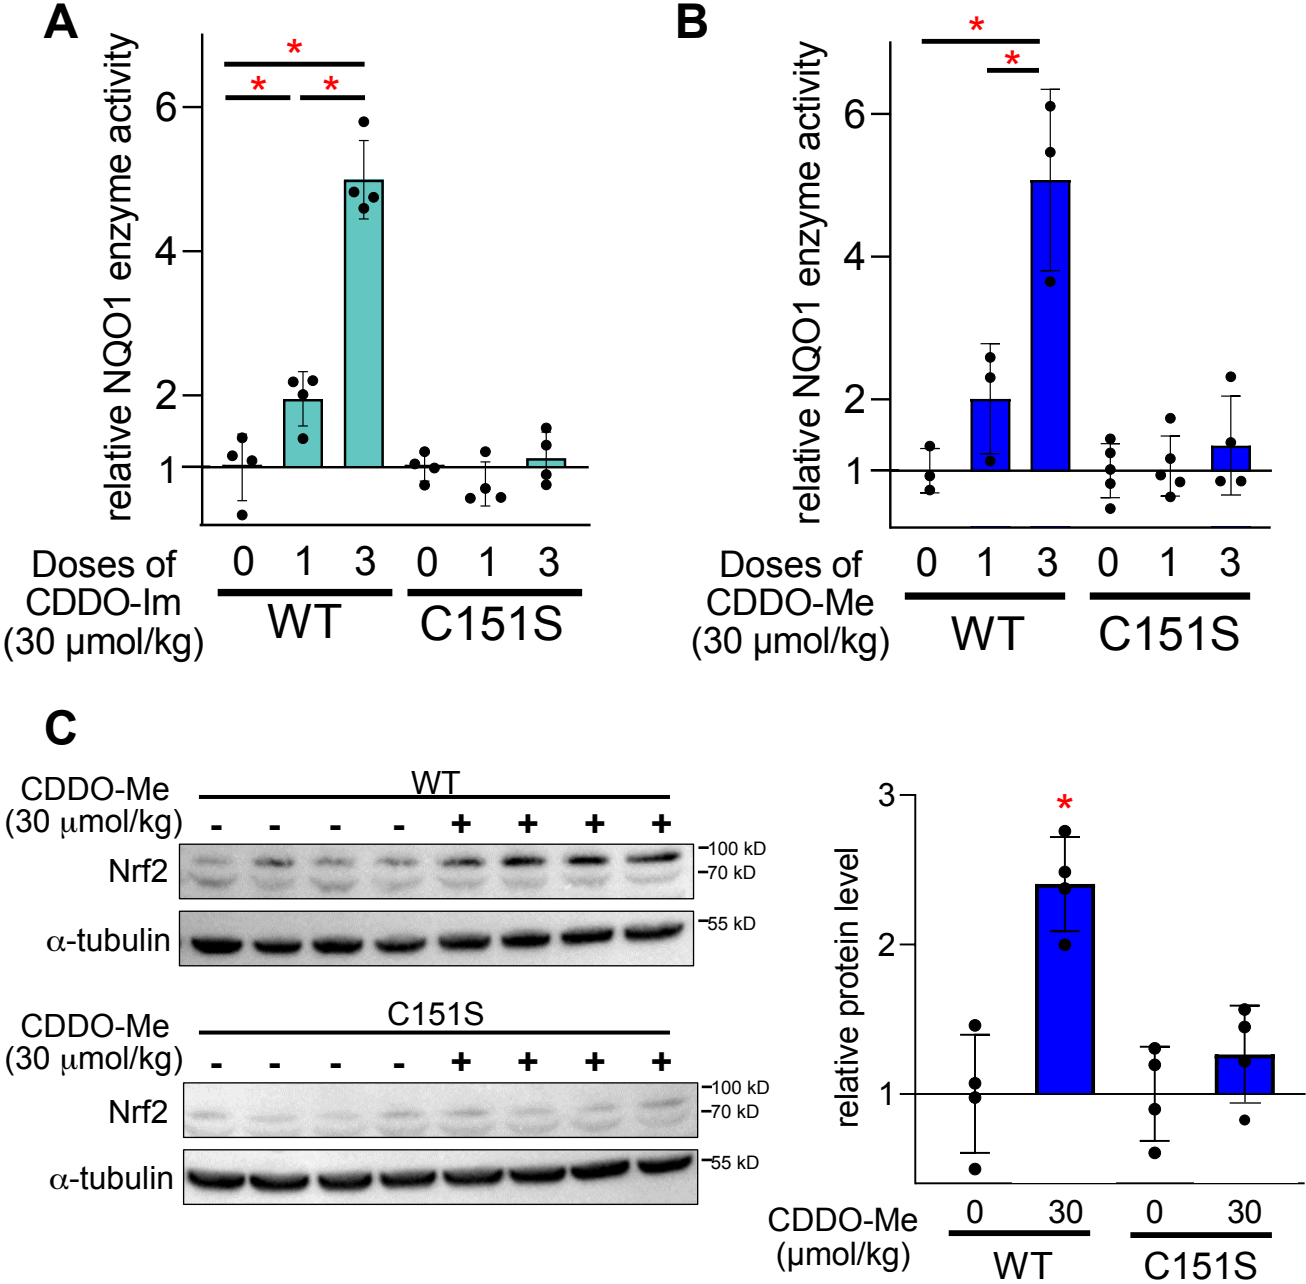 A
relative NQO1 enzyme activity
6
4
2
1
*
*
*
Doses of
CDDO-Im
(30 µmol/kg)
0 1 3 0 1 3
WT C151S
B
relative NQO1 enzyme activity
6
4
2
1
*
*
Doses of
CDDO-Me
(30 µmol/kg)
0 1 3 0 1 3
WT C151S
C
CDDO-Me
(30 µmol/kg)
WT
- - - - + + + +
Nrf2
100 kD
70 kD
α-tubulin
55 kD
CDDO-Me
(30 µmol/kg)
C151S
- - - - + + + +
Nrf2
100 kD
70 kD
α-tubulin
55 kD
relative protein level
3
2
1
*
CDDO-Me
(µmol/kg)
0 30 0 30
WT C151S